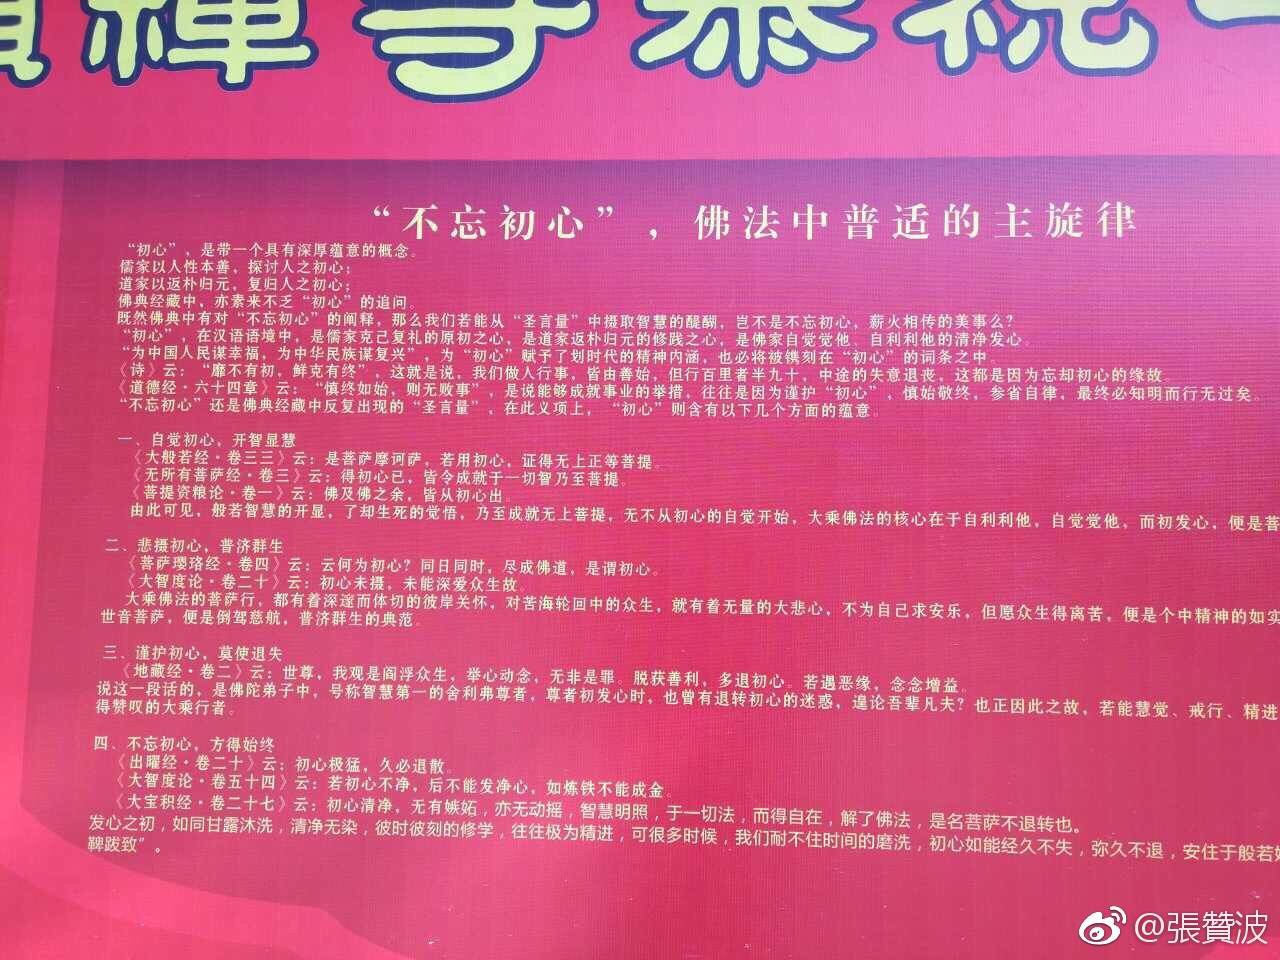 禅寺恭祝
“不忘初心”，佛法中普适的主旋律
“初心”，是带一个具有深厚蕴意的概念。
儒家以人性本善，探讨人之初心；
道家以返朴归元，复归人之初心；
佛典经藏中，亦素来不乏“初心”的追问。
既然佛典中有对“不忘初心”的阐释，那么我们若能从“圣言量”中摄取智慧的醍醐，岂不是不忘初心，薪火相传的美事么？
“初心”，在汉语语境中，是儒家克己复礼的原初之心，是道家返朴归元的修践之心，是佛家自觉觉他、自利利他的清净发心。
“为中国人民谋幸福，为中华民族谋复兴”，为“初心”赋予了划时代的精神内涵，也必将被镌刻在“初心”的词条之中。
《诗》云：“靡不有初，鲜克有终”，这就是说，我们做人行事，皆由善始，但行百里者半九十，中途的失意退丧，这都是因为忘却初心的缘故。
《道德经·六十四章》云：“慎终如始，则无败事”，是说能够成就事业的举措，往往是因为谨护“初心”，慎始敬终，参省自律，最终必知明而行无过矣。
“不忘初心”还是佛典经藏中反复出现的“圣言量”，在此义项上，“初心”则含有以下几个方面的蕴意。
一、自觉初心，开智显慧
《大般若经·卷三三》云：是菩萨摩诃萨，若用初心，证得无上正等菩提。
《无所有菩萨经·卷三》云：得初心已，皆令成就于一切智乃至菩提。
《菩提资粮论·卷一》云：佛及佛之余，皆从初心出。
由此可见，般若智慧的开显，了却生死的觉悟，乃至成就无上菩提，无不从初心的自觉开始，大乘佛法的核心在于自利利他，自觉觉他，而初发心，便是菩
二、悲摄初心，普济群生
《菩萨璎珞经·卷四》云：云何为初心？同日同时，尽成佛道，是谓初心。
《大智度论·卷二十》云：初心未摄，未能深爱众生故。
大乘佛法的菩萨行，都有着深邃而体切的彼岸关怀，对苦海轮回中的众生，就有着无量的大悲心，不为自己求安乐，但愿众生得离苦，便是个中精神的如实
世音菩萨，便是倒驾慈航，普济群生的典范。
三、谨护初心，莫使退失
《地藏经·卷二》云：世尊，我观是阎浮众生，举心动念，无非是罪。脱获善利，多退初心。若遇恶缘，念念增益。
说这一段话的，是佛陀弟子中，号称智慧第一的舍利弗尊者，尊者初发心时，也曾有退转初心的迷惑，遑论吾辈凡夫？也正因此之故，若能慧觉、戒行、精进
得赞叹的大乘行者。
四、不忘初心，方得始终
《出曜经·卷二十》云：初心极猛，久必退散。
《大智度论·卷五十四》云：若初心不净，后不能发净心，如炼铁不能成金。
《大宝积经·卷二十七》云：初心清净，无有嫉妬，亦无动摇，智慧明照，于一切法，而得自在，解了佛法，是名菩萨不退转也。
发心之初，如同甘露沐洗，清净无染，彼时彼刻的修学，往往极为精进，可很多时候，我们耐不住时间的磨洗，初心如能经久不失，弥久不退，安住于般若
鞞跋致”。
@張贊波